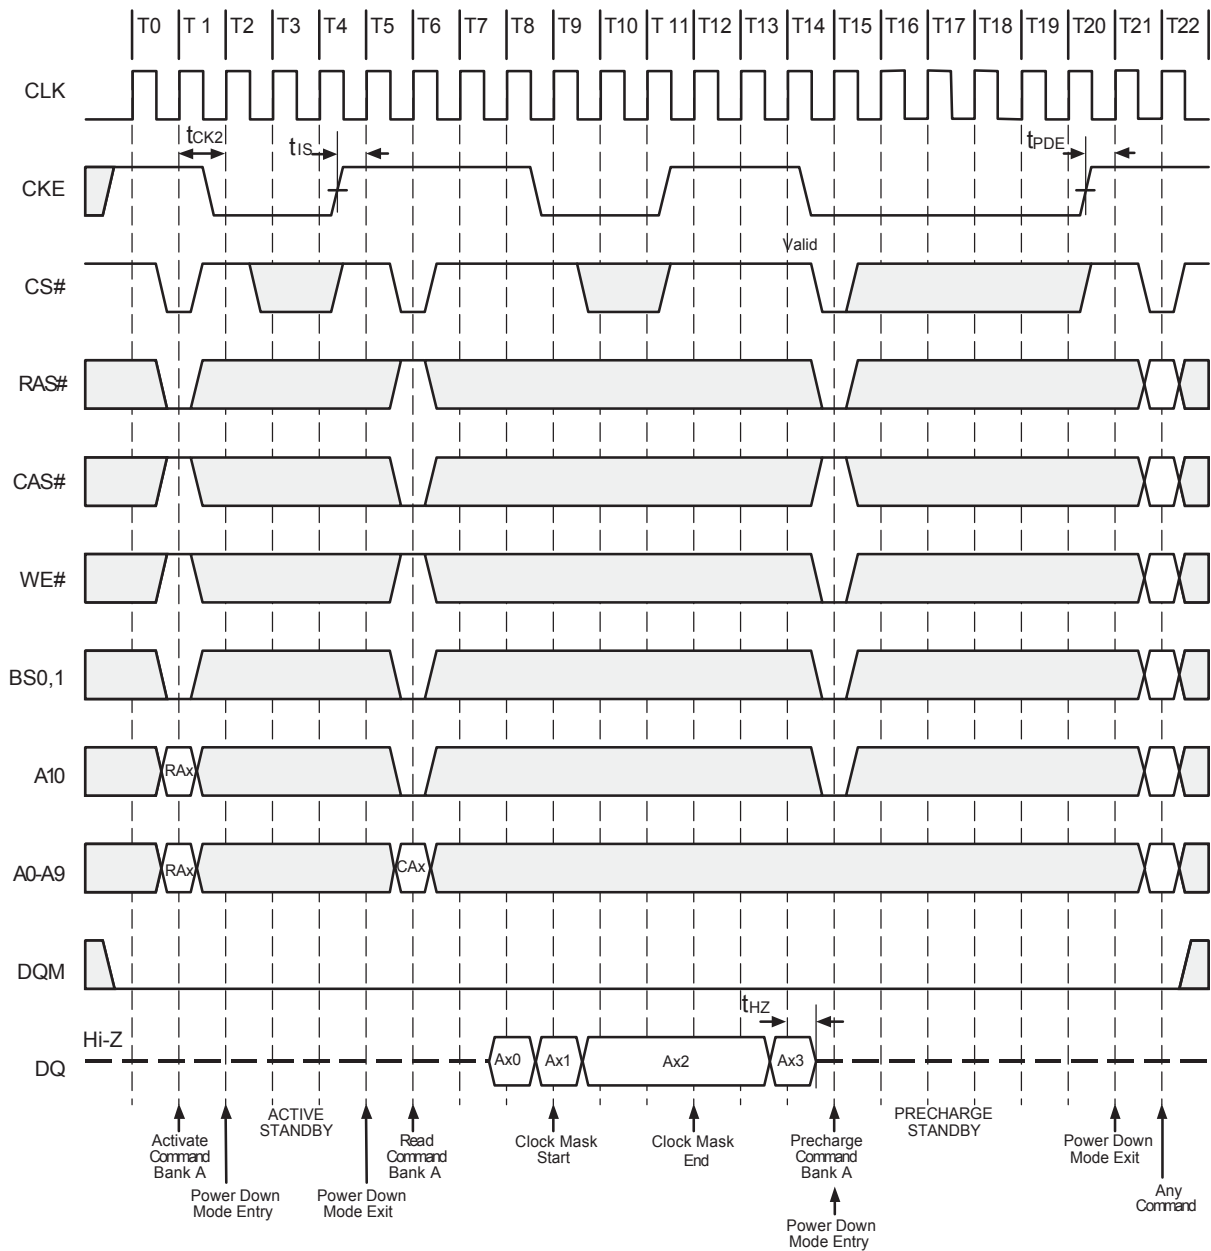 T0 T 1 T2 T3 T4 T5 T6 T7 T8 T9 T10 T 11 T12 T13 T14 T15 T16 T17 T18 T19 T20 T21 T22
CLK
tCK2
tIS
tPDE
CKE
Valid
CS#
RAS#
CAS#
WE#
BS0,1
A10
RAx
A0-A9
RAx
CAx
DQM
tHZ
Hi-Z
DQ
Ax0 Ax1 Ax2 Ax3
ACTIVE
STANDBY
PRECHARGE
STANDBY
Activate
Command
Bank A
Read
Command
Bank A
Clock Mask
Start
Clock Mask
End
Precharge
Command
Bank A
Power Down
Mode Exit
Power Down
Mode Entry
Power Down
Mode Exit
Any
Command
Power Down
Mode Entry